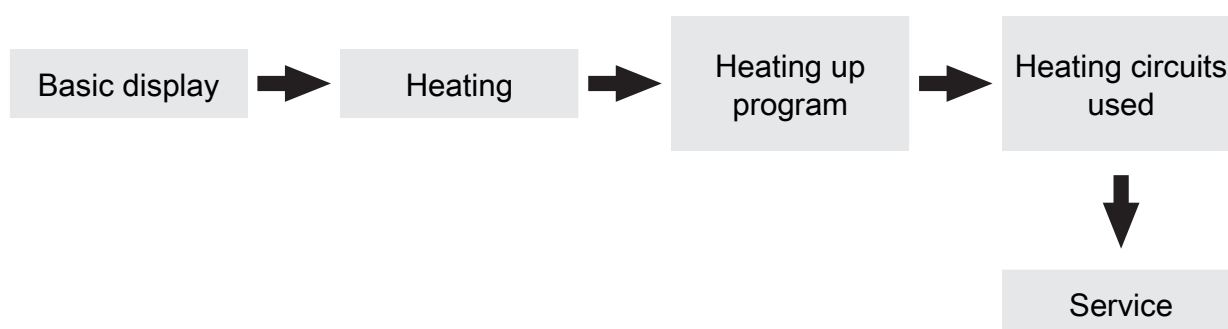 Basic display
Heating
Heating up
program
Heating circuits
used
Service